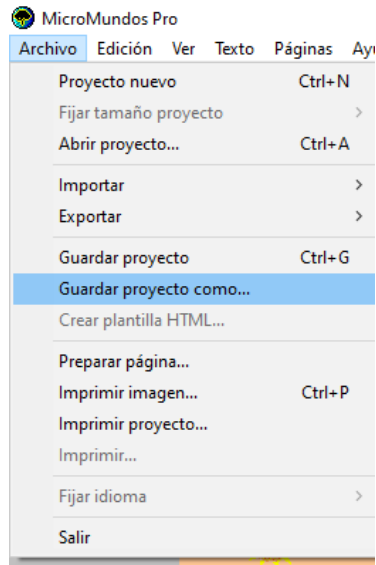 MicroMundos Pro
Archivo Edición Ver Texto Páginas Ayu
Proyecto nuevo Ctrl+N
Fijar tamaño proyecto
Abrir proyecto... Ctrl+A
Importar
Exportar
Guardar proyecto Ctrl+G
Guardar proyecto como...
Crear plantilla HTML...
Preparar página...
Imprimir imagen... Ctrl+P
Imprimir proyecto...
Imprimir...
Fijar idioma
Salir